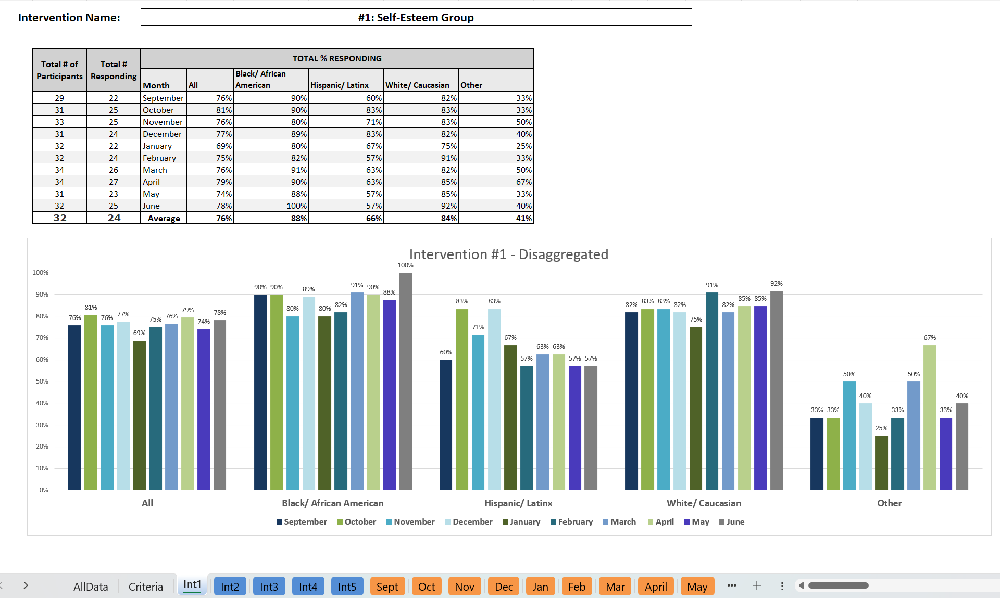 Intervention Name: #1: Self-Esteem Group
TOTAL % RESPONDING
Total # of Participants Total # Responding Month All Black/ African American Hispanic/ Latinx White/ Caucasian Other
29 22 September 76% 90% 60% 82% 33%
31 25 October 81% 90% 83% 83% 33%
33 25 November 76% 80% 71% 83% 50%
31 24 December 77% 89% 83% 82% 40%
32 22 January 69% 80% 67% 75% 25%
32 24 February 75% 82% 57% 91% 33%
34 26 March 76% 91% 63% 82% 50%
34 27 April 79% 90% 63% 85% 67%
31 23 May 74% 88% 57% 85% 33%
32 25 June 78% 100% 57% 92% 40%
32 24 Average 76% 88% 66% 84% 41%
Intervention #1 - Disaggregated
100%
90%
80%
70%
60%
50%
40%
30%
20%
10%
0%
76% 81% 76% 77% 69% 75% 76% 79% 74% 78%
90% 90% 80% 89% 80% 82% 91% 90% 88% 100%
60% 83% 71% 83% 67% 57% 63% 63% 57% 57%
82% 83% 83% 82% 75% 91% 82% 85% 85% 92%
33% 33% 50% 40% 25% 33% 50% 67% 33% 40%
All Black/ African American Hispanic/ Latinx White/ Caucasian Other
September October November December January February March April May June
AllData Criteria Int1 Int2 Int3 Int4 Int5 Sept Oct Nov Dec Jan Feb Mar April May